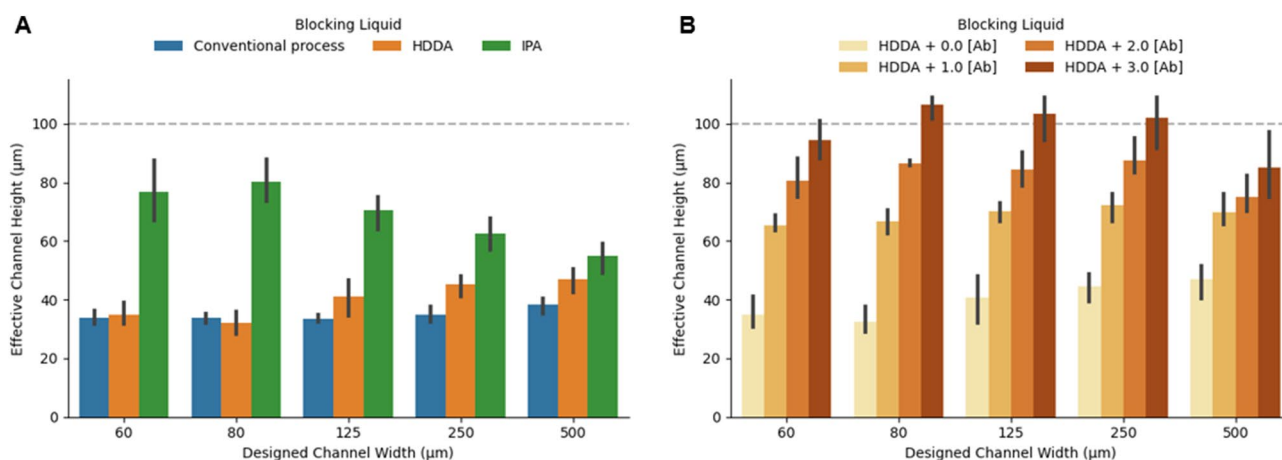 A
Blocking Liquid
Conventional process HDDA IPA
Effective Channel Height (µm)
100
80
60
40
20
0
60 80 125 250 500
Designed Channel Width (µm)
B
Blocking Liquid
HDDA + 0.0 [Ab] HDDA + 2.0 [Ab]
HDDA + 1.0 [Ab] HDDA + 3.0 [Ab]
Effective Channel Height (µm)
100
80
60
40
20
0
60 80 125 250 500
Designed Channel Width (µm)